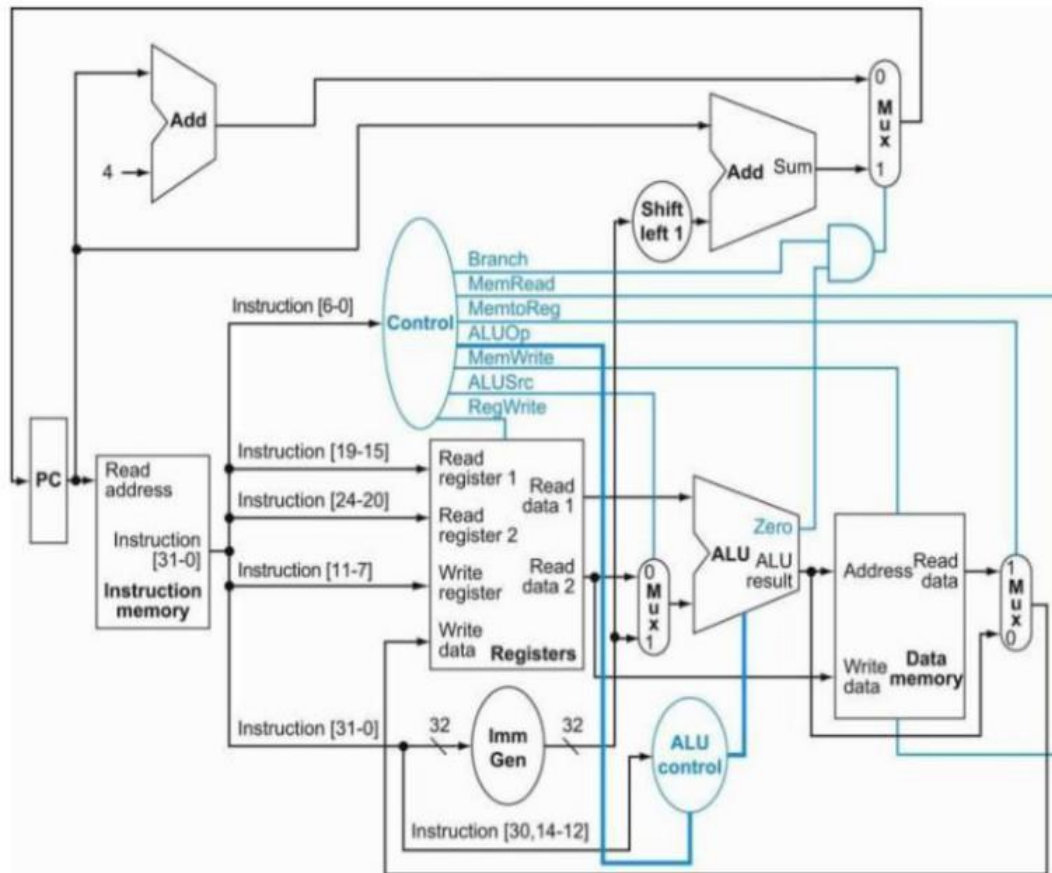 Add
4
0
M
u
x
1
Add Sum
Shift
left 1
Branch
MemRead
MemtoReg
ALUOp
MemWrite
ALUSrc
RegWrite
Control
Instruction [6-0]
Instruction [19-15]
Instruction [24-20]
Instruction [11-7]
Instruction [31-0]
PC
Read
address
Instruction
[31-0]
Instruction
memory
Read
register 1
Read
register 2
Write
register
Write
data
Read
data 1
Read
data 2
Registers
0
M
u
x
1
Zero
ALU
ALU
result
Address
Read
data
Write
data
Data
memory
1
M
u
x
0
32
Imm
Gen
32
ALU
control
Instruction [30,14-12]